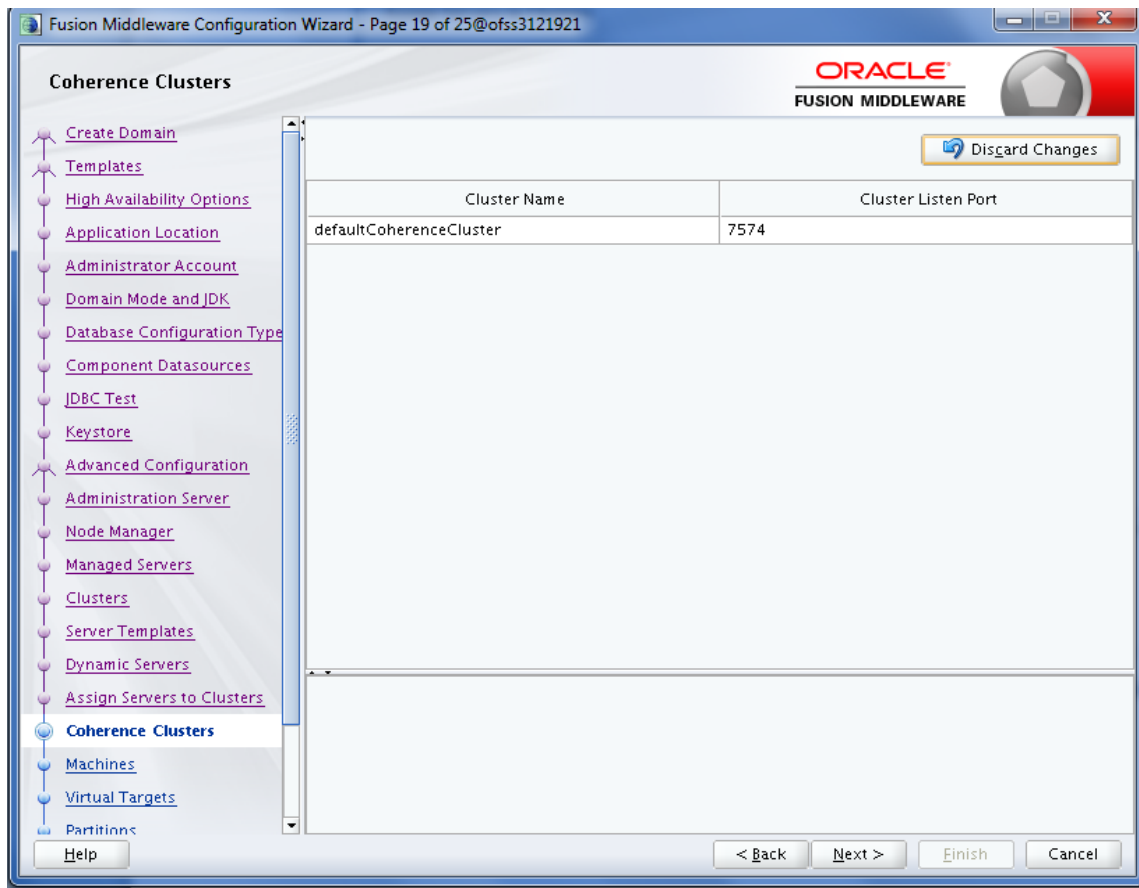 Fusion Middleware Configuration Wizard - Page 19 of 25@ofss3121921
Coherence Clusters
ORACLE
FUSION MIDDLEWARE
Create Domain
Templates
High Availability Options
Application Location
Administrator Account
Domain Mode and JDK
Database Configuration Type
Component Datasources
JDBC Test
Keystore
Advanced Configuration
Administration Server
Node Manager
Managed Servers
Clusters
Server Templates
Dynamic Servers
Assign Servers to Clusters
Coherence Clusters
Machines
Virtual Targets
Partitions
Discard Changes
Cluster Name Cluster Listen Port
defaultCoherenceCluster 7574
Help < Back Next > Finish Cancel